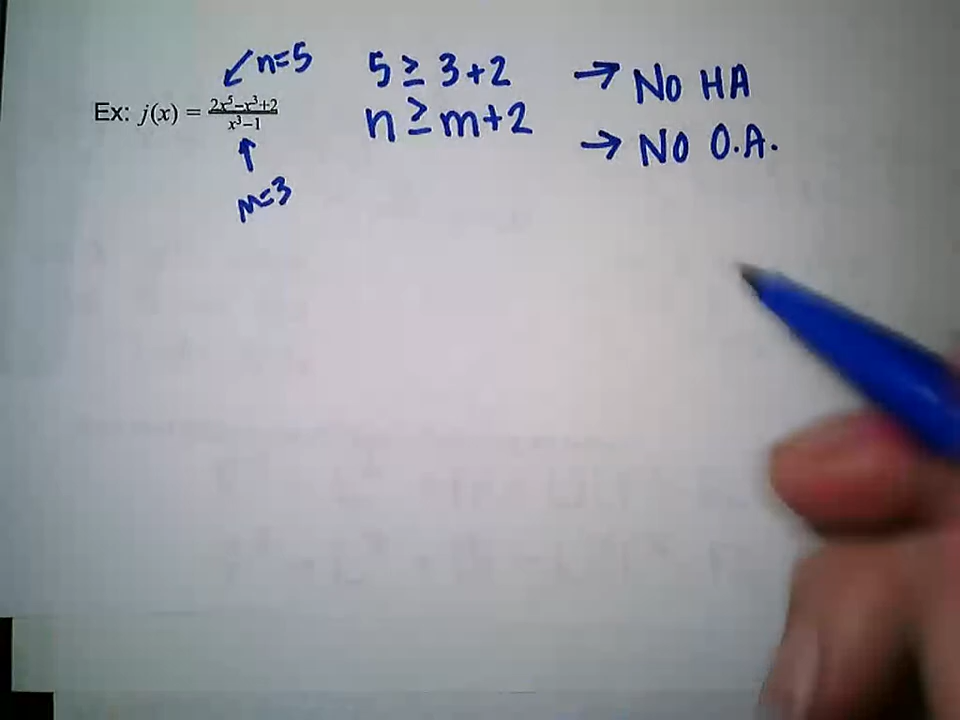 n=5
Ex: j(x) = 2x⁵−x³+2 / x³−1
m=3
5 ≥ 3+2
n ≥ m+2
→ NO HA
→ NO O.A.